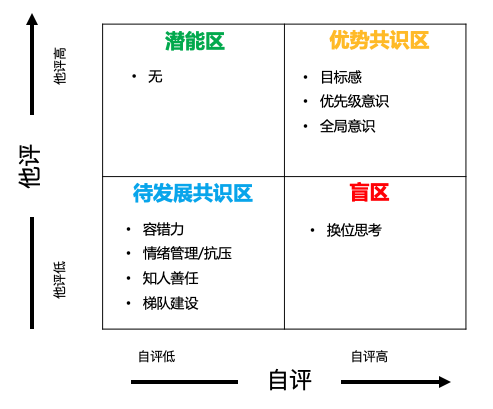 他评高
他评
他评低
潜能区
• 无
优势共识区
• 目标感
• 优先级意识
• 全局意识
待发展共识区
• 容错力
• 情绪管理/抗压
• 知人善任
• 梯队建设
盲区
• 换位思考
自评低
自评高
自评